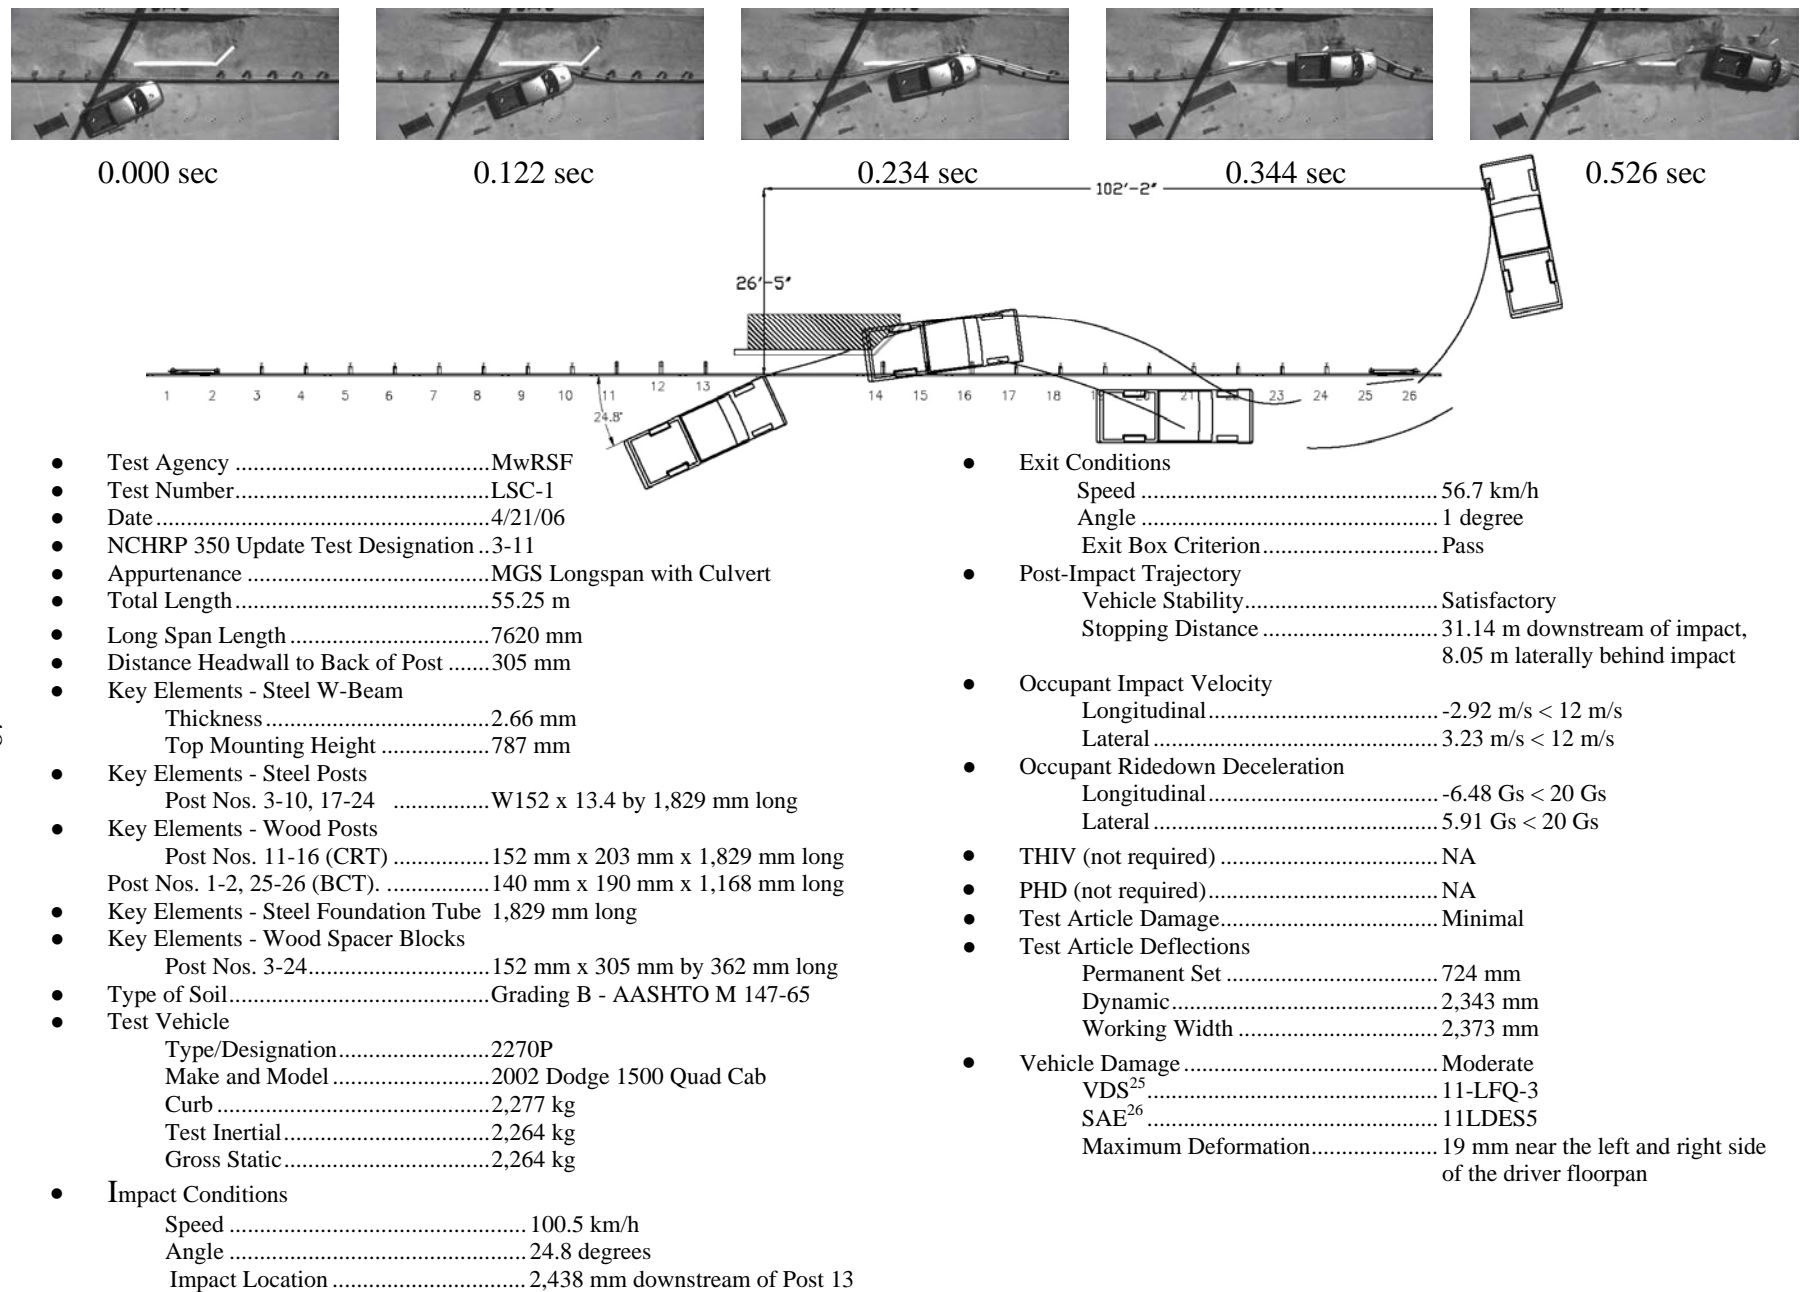 0.000 sec
0.122 sec
0.234 sec
0.344 sec
0.526 sec
102'-2"
26'-5"
1 2 3 4 5 6 7 8 9 10 11 12 13 14 15 16 17 18 19 20 21 22 23 24 25 26
24.8°
● Test Agency ..................................MwRSF
● Test Number..................................LSC-1
● Date..................................4/21/06
● NCHRP 350 Update Test Designation ..3-11
● Appurtenance ..................................MGS Longspan with Culvert
● Total Length..................................55.25 m
● Long Span Length ..................................7620 mm
● Distance Headwall to Back of Post .......305 mm
● Key Elements - Steel W-Beam
Thickness..................................2.66 mm
Top Mounting Height ..................787 mm
● Key Elements - Steel Posts
Post Nos. 3-10, 17-24 ................W152 x 13.4 by 1,829 mm long
● Key Elements - Wood Posts
Post Nos. 11-16 (CRT) ................152 mm x 203 mm x 1,829 mm long
Post Nos. 1-2, 25-26 (BCT). .................140 mm x 190 mm x 1,168 mm long
● Key Elements - Steel Foundation Tube 1,829 mm long
● Key Elements - Wood Spacer Blocks
Post Nos. 3-24..............................152 mm x 305 mm by 362 mm long
● Type of Soil..................................Grading B - AASHTO M 147-65
● Test Vehicle
Type/Designation.........................2270P
Make and Model ..........................2002 Dodge 1500 Quad Cab
Curb ..................................2,277 kg
Test Inertial..................................2,264 kg
Gross Static..................................2,264 kg
● Impact Conditions
Speed ..................................100.5 km/h
Angle ..................................24.8 degrees
Impact Location ..................................2,438 mm downstream of Post 13
● Exit Conditions
Speed ..................................56.7 km/h
Angle ..................................1 degree
Exit Box Criterion..................................Pass
● Post-Impact Trajectory
Vehicle Stability..................................Satisfactory
Stopping Distance ..................................31.14 m downstream of impact,
8.05 m laterally behind impact
● Occupant Impact Velocity
Longitudinal..................................-2.92 m/s < 12 m/s
Lateral..................................3.23 m/s < 12 m/s
● Occupant Ridedown Deceleration
Longitudinal..................................-6.48 Gs < 20 Gs
Lateral..................................5.91 Gs < 20 Gs
● THIV (not required) ..................................NA
● PHD (not required)..................................NA
● Test Article Damage..................................Minimal
● Test Article Deflections
Permanent Set ..................................724 mm
Dynamic..................................2,343 mm
Working Width ..................................2,373 mm
● Vehicle Damage..................................Moderate
VDS25 ..................................11-LFQ-3
SAE26 ..................................11LDES5
Maximum Deformation.......................19 mm near the left and right side
of the driver floorpan